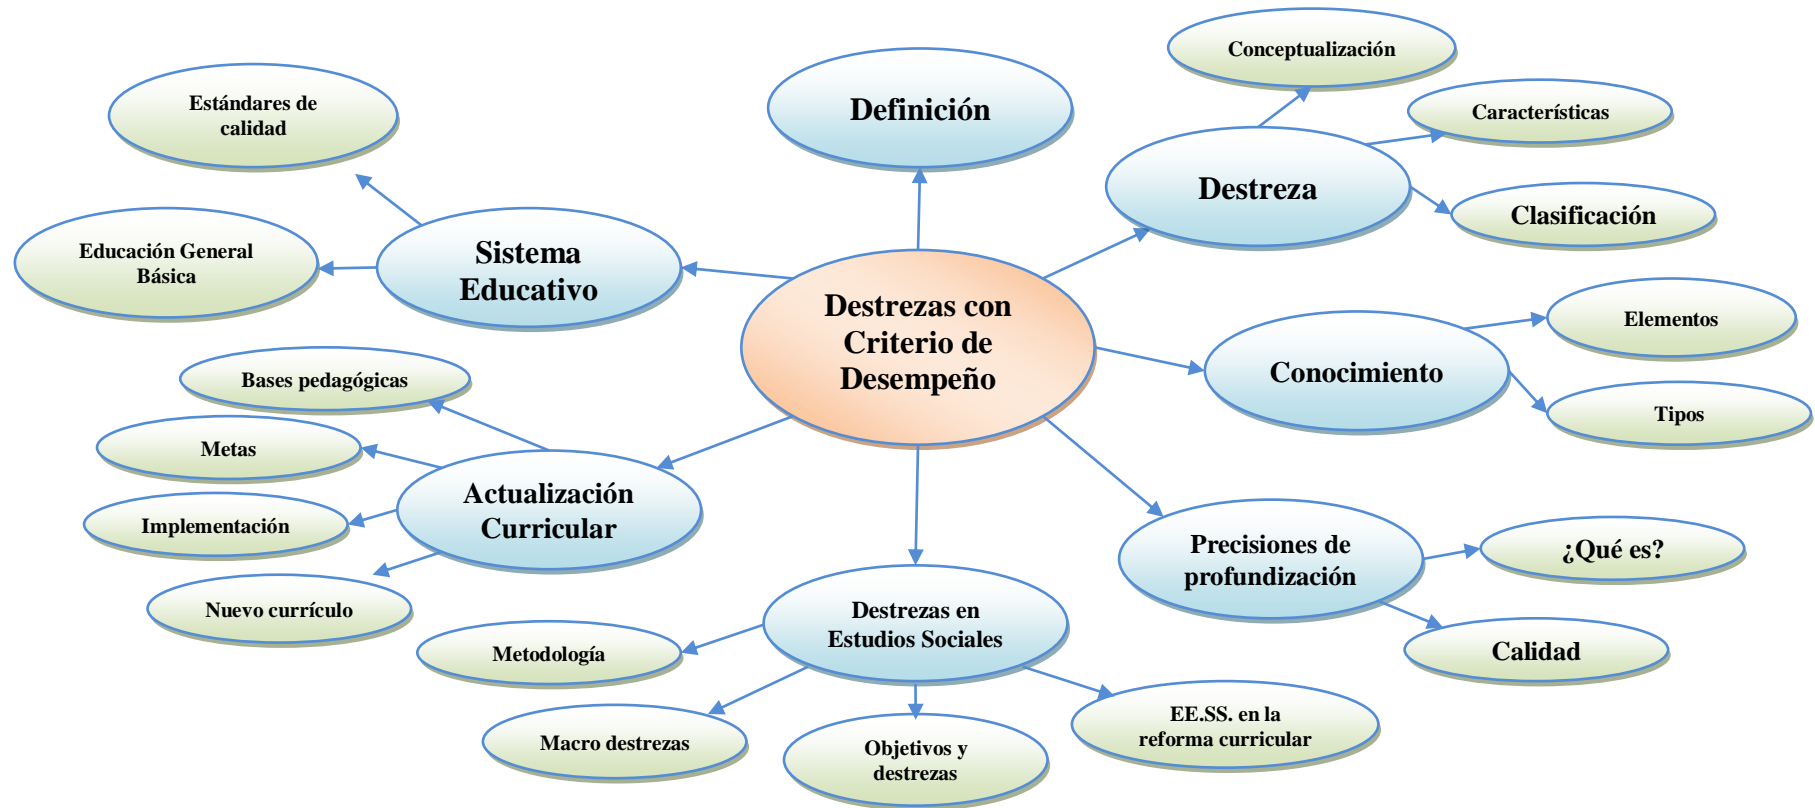 Conceptualización
Estándares de
calidad
Definición
Características
Destreza
Clasificación
Educación General
Básica
Sistema
Educativo
Destrezas con
Criterio de
Desempeño
Elementos
Bases pedagógicas
Conocimiento
Tipos
Metas
Actualización
Curricular
Implementación
Precisiones de
profundización
¿Qué es?
Nuevo currículo
Destrezas en
Estudios Sociales
Metodología
Calidad
Macro destrezas
Objetivos y
destrezas
EE.SS. en la
reforma curricular